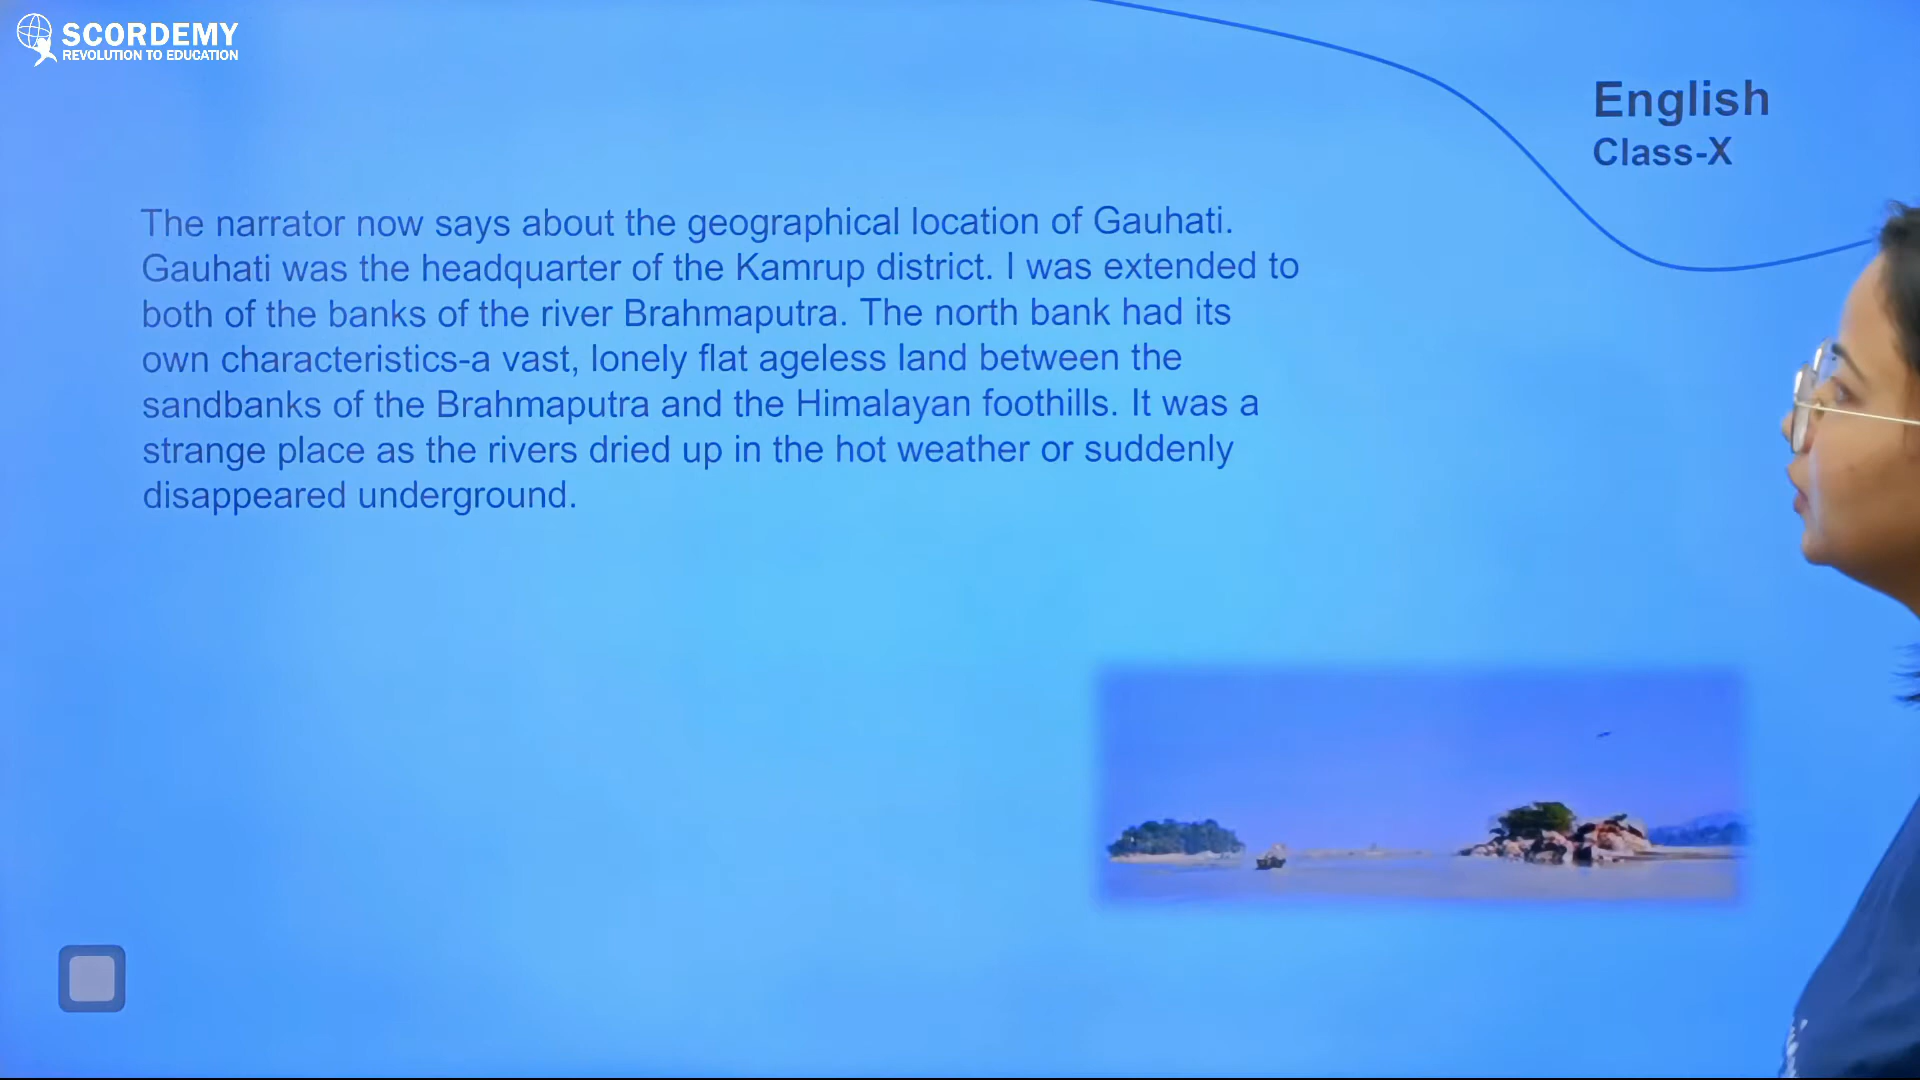 SCORDEMY
REVOLUTION TO EDUCATION
English
Class-X
The narrator now says about the geographical location of Gauhati.
Gauhati was the headquarter of the Kamrup district. I was extended to
both of the banks of the river Brahmaputra. The north bank had its
own characteristics-a vast, lonely flat ageless land between the
sandbanks of the Brahmaputra and the Himalayan foothills. It was a
strange place as the rivers dried up in the hot weather or suddenly
disappeared underground.